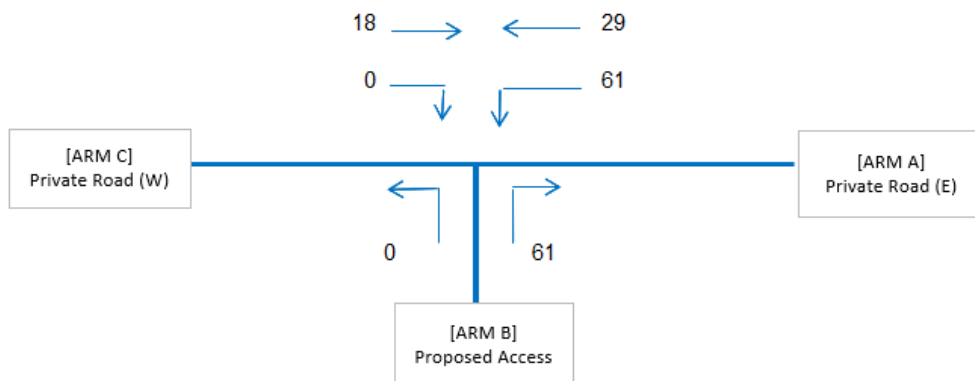 18
29
0
61
[ARM C]
Private Road (W)
[ARM A]
Private Road (E)
0
61
[ARM B]
Proposed Access